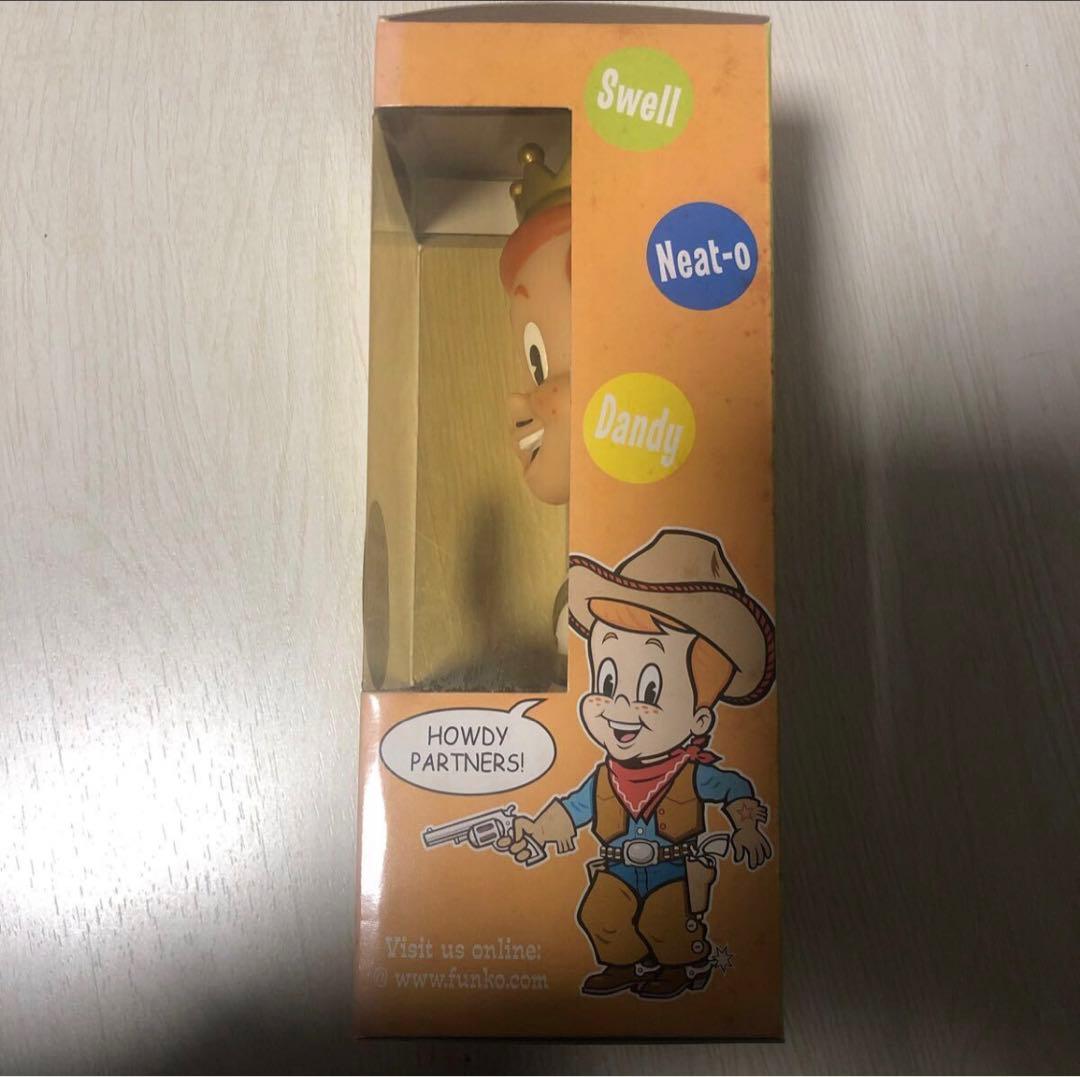 Swell
Neat-o
Dandy
HOWDY
PARTNERS!
Visit us online:
@ www.funko.com